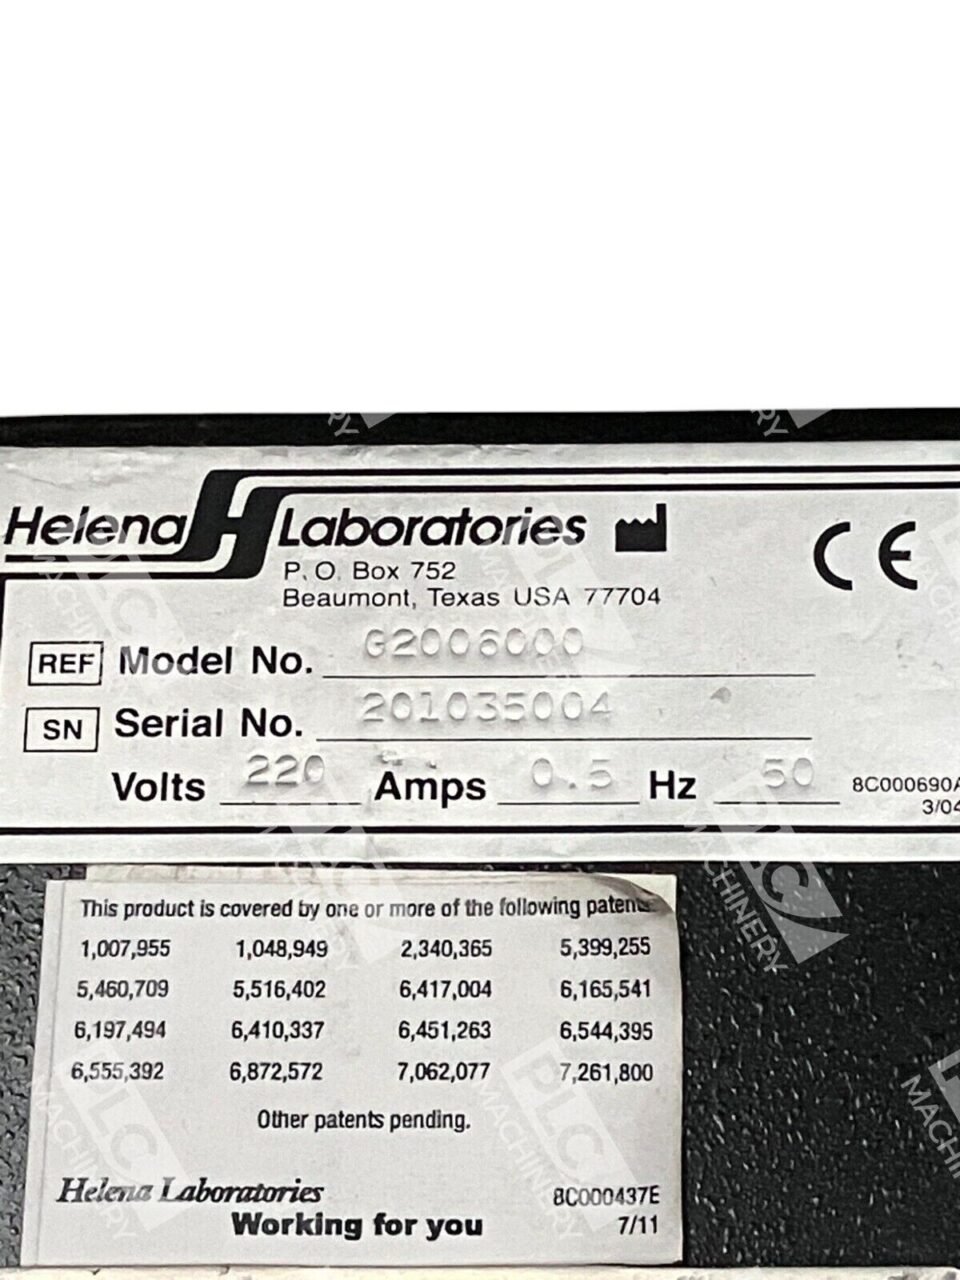 Helena Laboratories
P.O. Box 752
Beaumont, Texas USA 77704
CE
REF Model No. G2006000
SN Serial No. 201035004
Volts 220 Amps 0.5 Hz 50
8C000690A
3/04
This product is covered by one or more of the following patents
1,007,955 1,048,949 2,340,365 5,399,255
5,460,709 5,516,402 6,417,004 6,165,541
6,197,494 6,410,337 6,451,263 6,544,395
6,555,392 6,872,572 7,062,077 7,261,800
Other patents pending.
Helena Laboratories
Working for you
8C000437E
7/11
PLC MACHINERY